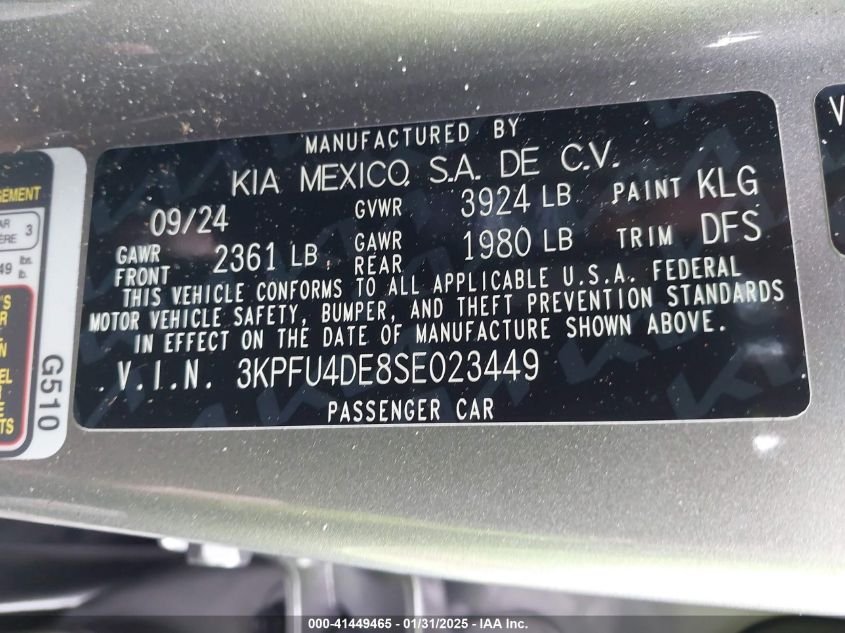 MANUFACTURED BY
KIA MEXICO, S.A. DE C.V.
09/24 GVWR 3924 LB PAINT KLG
GAWR FRONT 2361 LB GAWR REAR 1980 LB TRIM DFS
THIS VEHICLE CONFORMS TO ALL APPLICABLE U.S.A. FEDERAL
MOTOR VEHICLE SAFETY, BUMPER, AND THEFT PREVENTION STANDARDS
IN EFFECT ON THE DATE OF MANUFACTURE SHOWN ABOVE.
V.I.N. 3KPFU4DE8SE023449
PASSENGER CAR
G510
000-41449465 - 01/31/2025 - IAA Inc.